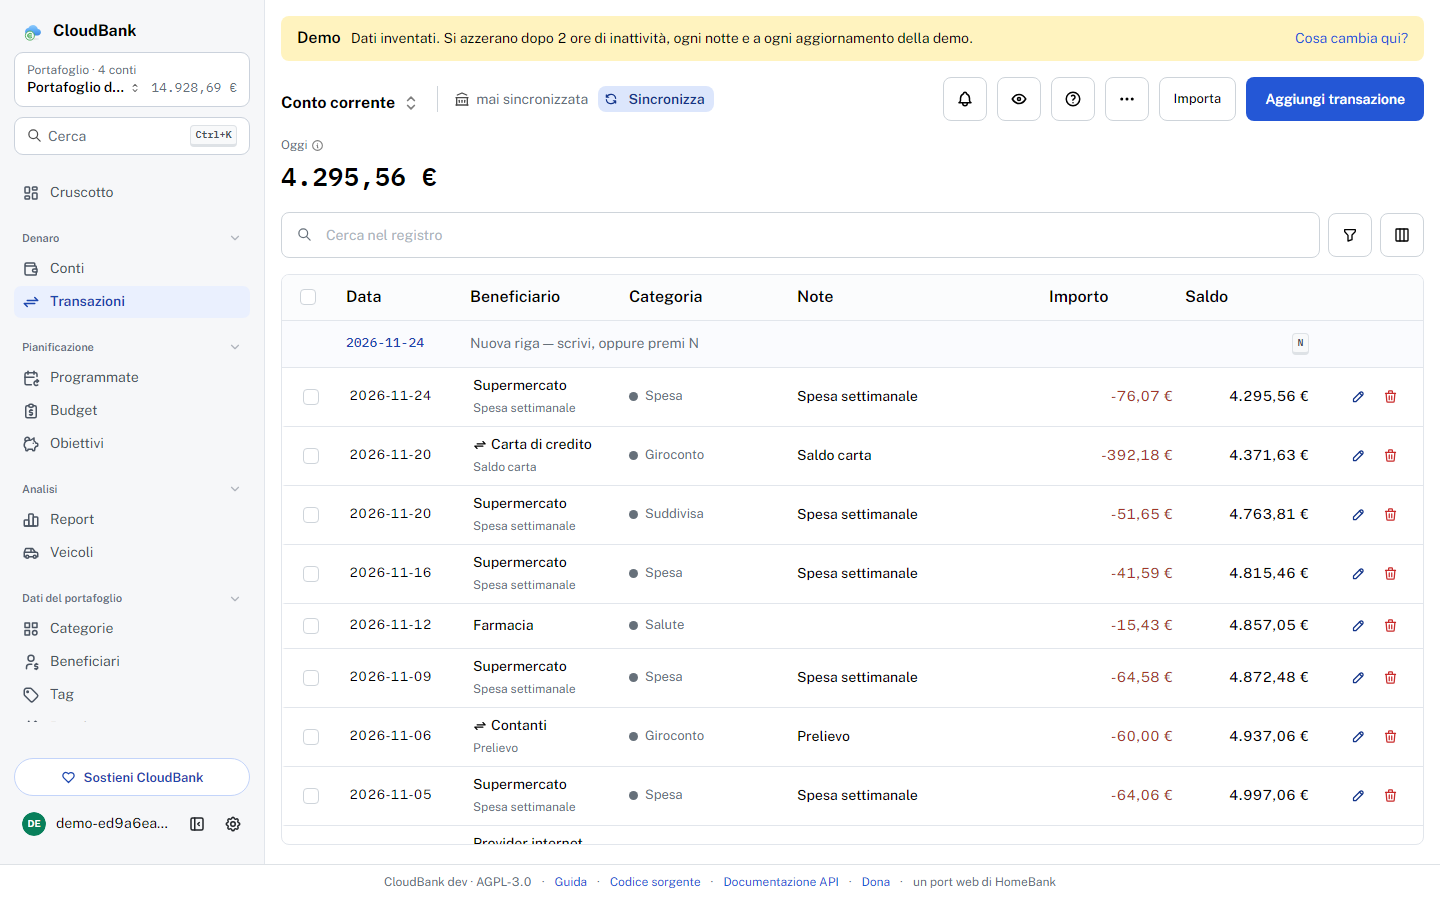 CloudBank
Portafoglio · 4 conti
Portafoglio d... 14.928,69 €
Cerca Ctrl+K
Cruscotto
Denaro
Conti
Transazioni
Pianificazione
Programmate
Budget
Obiettivi
Analisi
Report
Veicoli
Dati del portafoglio
Categorie
Beneficiari
Tag
Sostieni CloudBank
DE demo-ed9a6ea...
Demo Dati inventati. Si azzerano dopo 2 ore di inattività, ogni notte e a ogni aggiornamento della demo. Cosa cambia qui?
Conto corrente mai sincronizzata Sincronizza Importa Aggiungi transazione
Oggi
4.295,56 €
Cerca nel registro
Data Beneficiario Categoria Note Importo Saldo
2026-11-24 Nuova riga — scrivi, oppure premi N N
2026-11-24 Supermercato Spesa Spesa settimanale -76,07 € 4.295,56 €
Spesa settimanale
2026-11-20 Carta di credito Giroconto Saldo carta -392,18 € 4.371,63 €
Saldo carta
2026-11-20 Supermercato Suddivisa Spesa settimanale -51,65 € 4.763,81 €
Spesa settimanale
2026-11-16 Supermercato Spesa Spesa settimanale -41,59 € 4.815,46 €
Spesa settimanale
2026-11-12 Farmacia Salute -15,43 € 4.857,05 €
2026-11-09 Supermercato Spesa Spesa settimanale -64,58 € 4.872,48 €
Spesa settimanale
2026-11-06 Contanti Giroconto Prelievo -60,00 € 4.937,06 €
Prelievo
2026-11-05 Supermercato Spesa Spesa settimanale -64,06 € 4.997,06 €
Spesa settimanale
Provider internet
CloudBank dev · AGPL-3.0 · Guida · Codice sorgente · Documentazione API · Dona · un port web di HomeBank